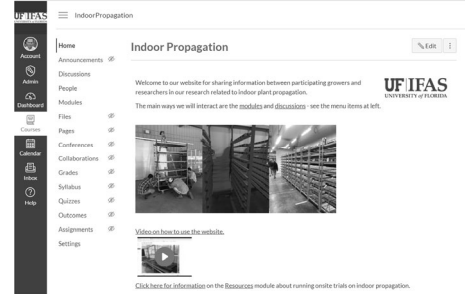 UF|IFAS
IndoorPropagation
Account
Admin
Dashboard
Courses
Calendar
Inbox
Help
Home
Announcements
Discussions
People
Modules
Files
Pages
Conferences
Collaborations
Grades
Syllabus
Quizzes
Outcomes
Assignments
Settings
Indoor Propagation
Edit
Welcome to our website for sharing information between participating growers and
researchers in our research related to indoor plant propagation.
UF|IFAS
UNIVERSITY of FLORIDA
The main ways we will interact are the modules and discussions - see the menu items at left.
Video on how to use the website.
Click here for information on the Resources module about running onsite trials on indoor propagation.